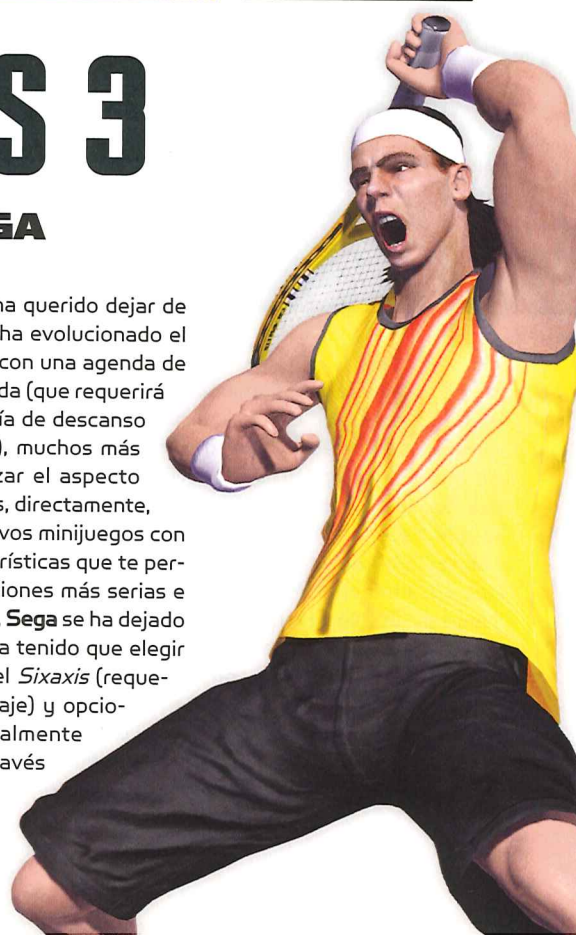 S 3
GA
ha querido dejar de
ha evolucionado el
con una agenda de
da (que requerirá
ía de descanso
), muchos más
zar el aspecto
s, directamente,
vos minijuegos con
rísticas que te per-
iones más serias e
. Sega se ha dejado
a tenido que elegir
el Sixaxis (reque-
aje) y opcio-
almente
avés